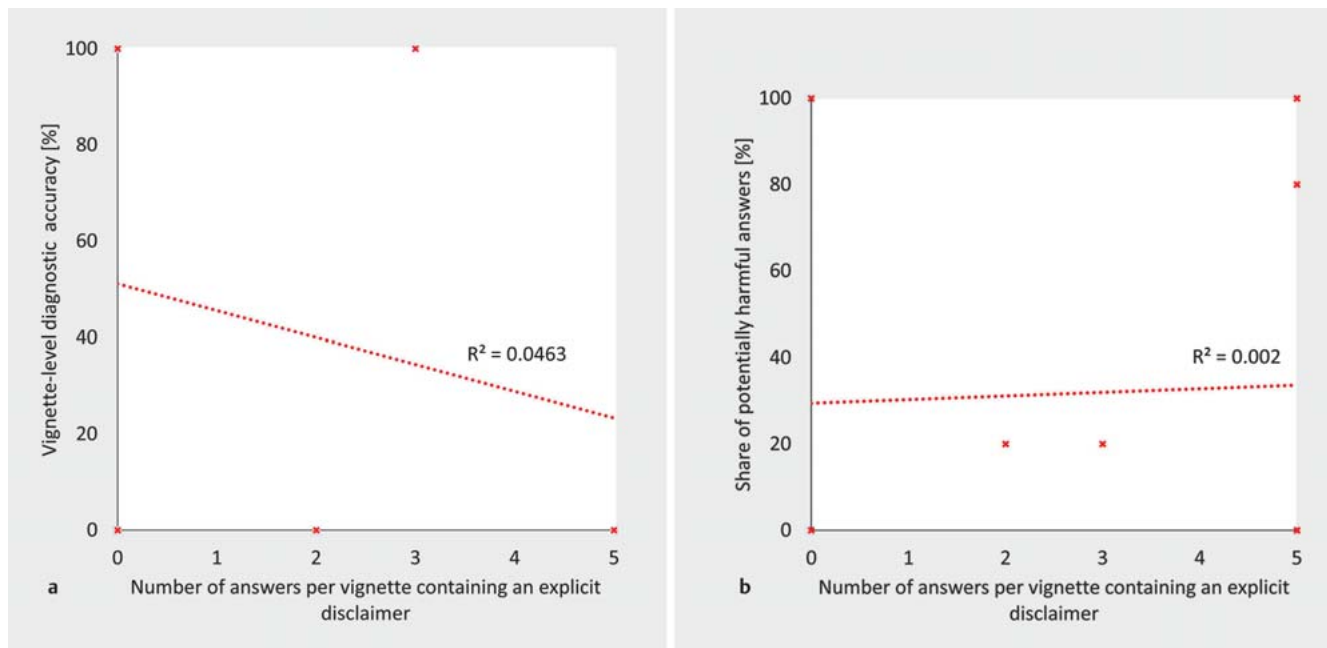 Vignette-level diagnostic accuracy [%]
100
80
60
40
20
0
R² = 0.0463
0 1 2 3 4 5
a Number of answers per vignette containing an explicit
disclaimer
Share of potentially harmful answers [%]
100
80
60
40
20
0
R² = 0.002
0 1 2 3 5
b Number of answers per vignette containing an explicit
disclaimer